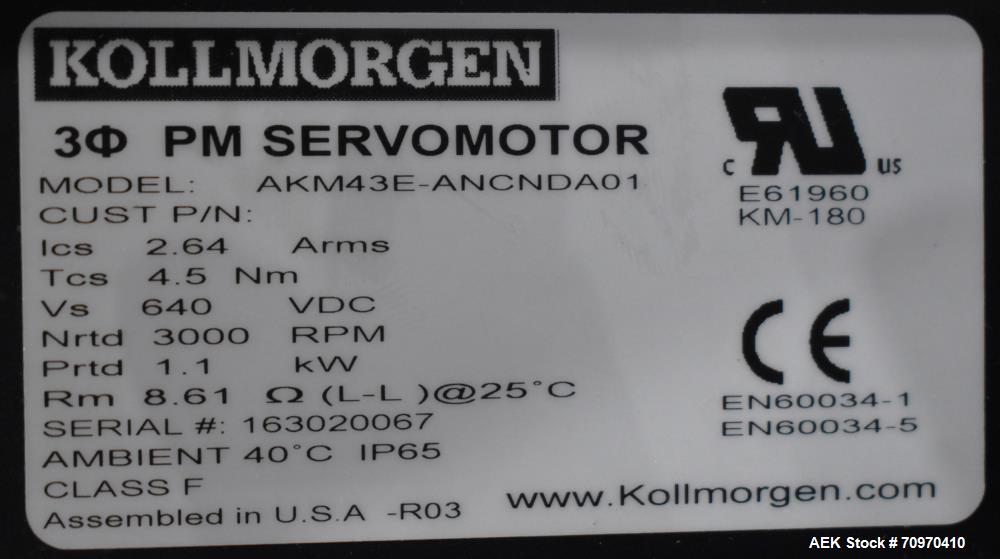 KOLLMORGEN
3Φ PM SERVOMOTOR
MODEL: AKM43E-ANCNDA01
CUST P/N:
Ics 2.64 Arms
Tcs 4.5 Nm
Vs 640 VDC
Nrtd 3000 RPM
Prtd 1.1 kW
Rm 8.61 Ω (L-L )@25°C
SERIAL #: 163020067
AMBIENT 40°C IP65
CLASS F
Assembled in U.S.A -R03
c RU us
E61960
KM-180
CE
EN60034-1
EN60034-5
www.Kollmorgen.com
AEK Stock # 70970410